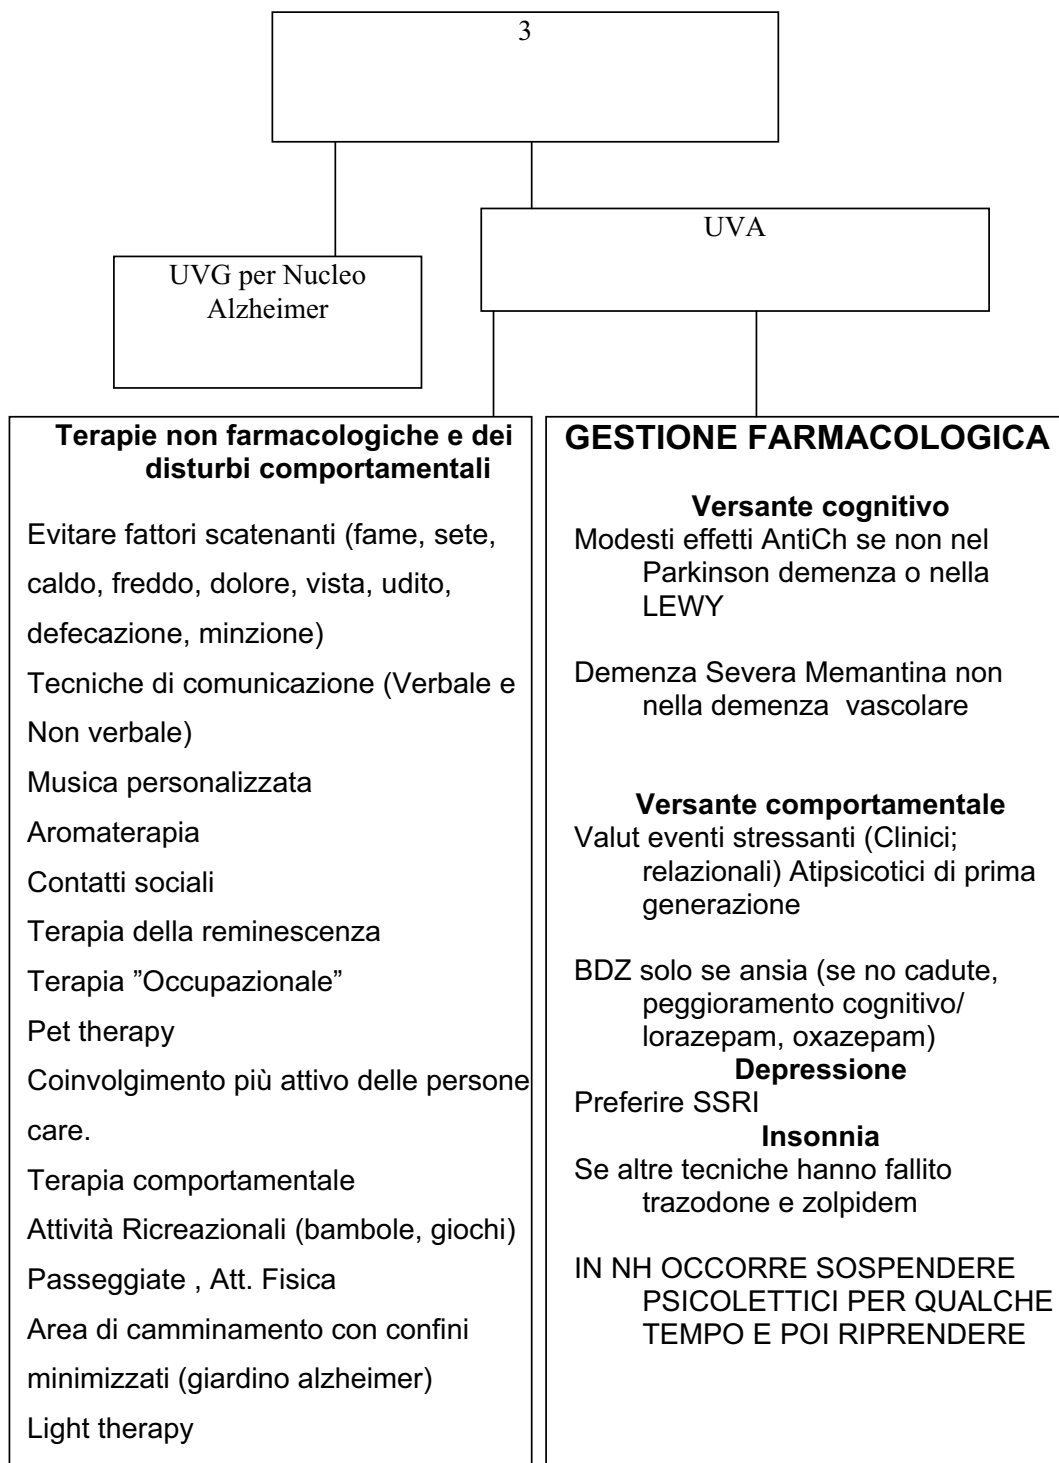 3
UVA
UVG per Nucleo
Alzheimer
Terapie non farmacologiche e dei
disturbi comportamentali
Evitare fattori scatenanti (fame, sete,
caldo, freddo, dolore, vista, udito,
defecazione, minzione)
Tecniche di comunicazione (Verbale e
Non verbale)
Musica personalizzata
Aromaterapia
Contatti sociali
Terapia della reminescenza
Terapia ”Occupazionale”
Pet therapy
Coinvolgimento più attivo delle persone
care.
Terapia comportamentale
Attività Ricreazionali (bambole, giochi)
Passeggiate , Att. Fisica
Area di camminamento con confini
minimizzati (giardino alzheimer)
Light therapy
GESTIONE FARMACOLOGICA
Versante cognitivo
Modesti effetti AntiCh se non nel
Parkinson demenza o nella
LEWY
Demenza Severa Memantina non
nella demenza  vascolare
Versante comportamentale
Valut eventi stressanti (Clinici;
relazionali) Atipsicotici di prima
generazione
BDZ solo se ansia (se no cadute,
peggioramento cognitivo/
lorazepam, oxazepam)
Depressione
Preferire SSRI
Insonnia
Se altre tecniche hanno fallito
trazodone e zolpidem
IN NH OCCORRE SOSPENDERE
PSICOLETTICI PER QUALCHE
TEMPO E POI RIPRENDERE